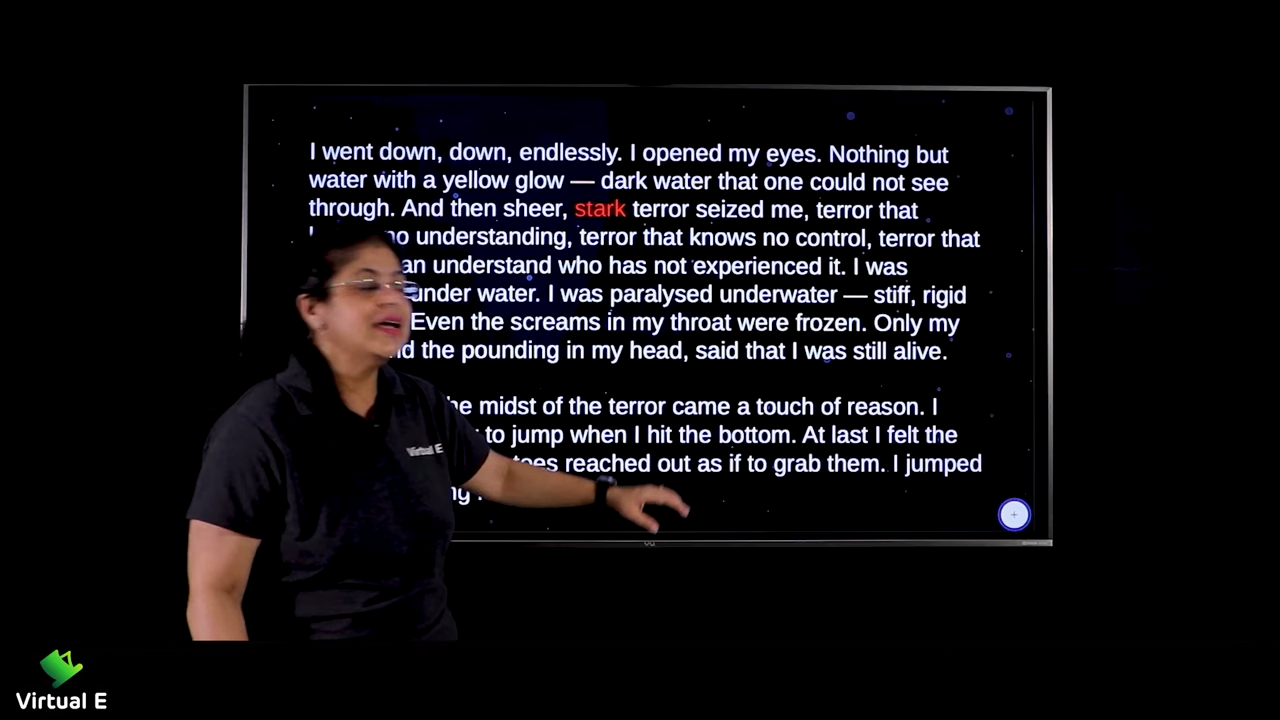 I went down, down, endlessly. I opened my eyes. Nothing but
water with a yellow glow — dark water that one could not see
through. And then sheer, stark terror seized me, terror that
no understanding, terror that knows no control, terror that
understand who has not experienced it. I was
under water. I was paralysed underwater — stiff, rigid
Even the screams in my throat were frozen. Only my
the pounding in my head, said that I was still alive.
midst of the terror came a touch of reason. I
to jump when I hit the bottom. At last I felt the
reached out as if to grab them. I jumped
Virtual E
Virtual E